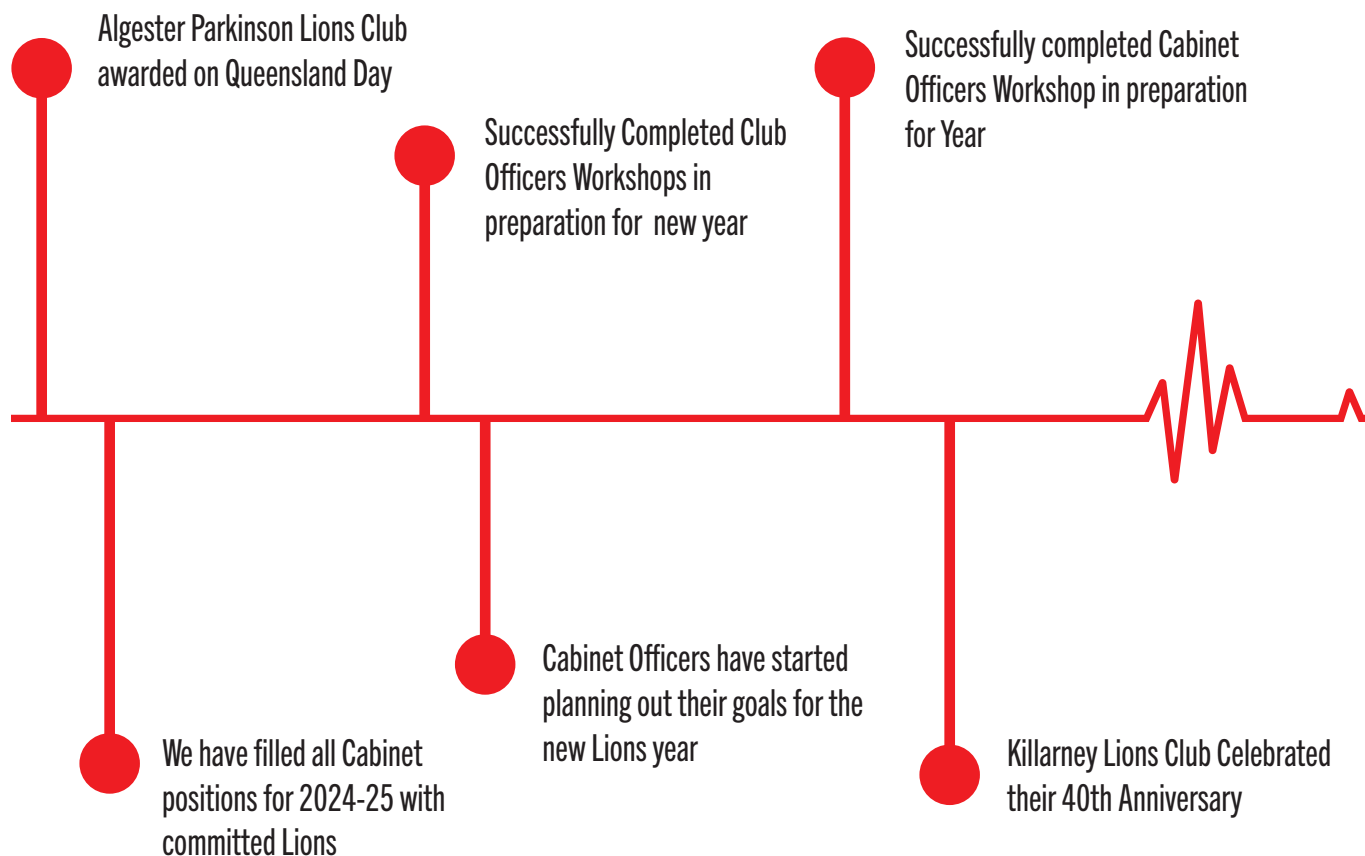 Algester Parkinson Lions Club
awarded on Queensland Day
We have filled all Cabinet
positions for 2024-25 with
committed Lions
Successfully Completed Club
Officers Workshops in
preparation for  new year
Cabinet Officers have started
planning out their goals for the
new Lions year
Successfully completed Cabinet
Officers Workshop in preparation
for Year
Killarney Lions Club Celebrated
their 40th Anniversary